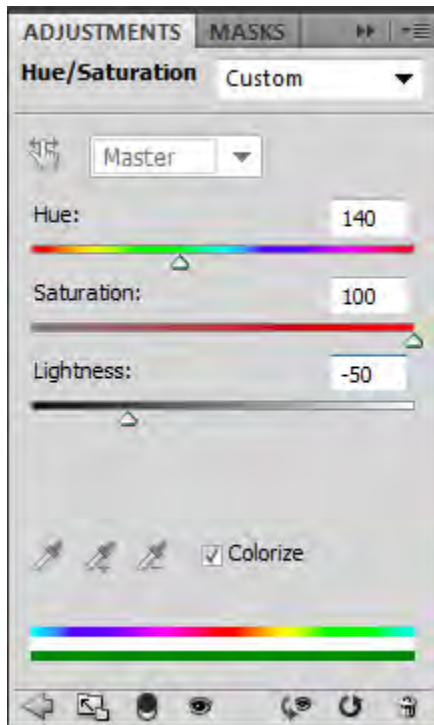 ADJUSTMENTS MASKS
Hue/Saturation Custom
Master
Hue: 140
Saturation: 100
Lightness: -50
Colorize